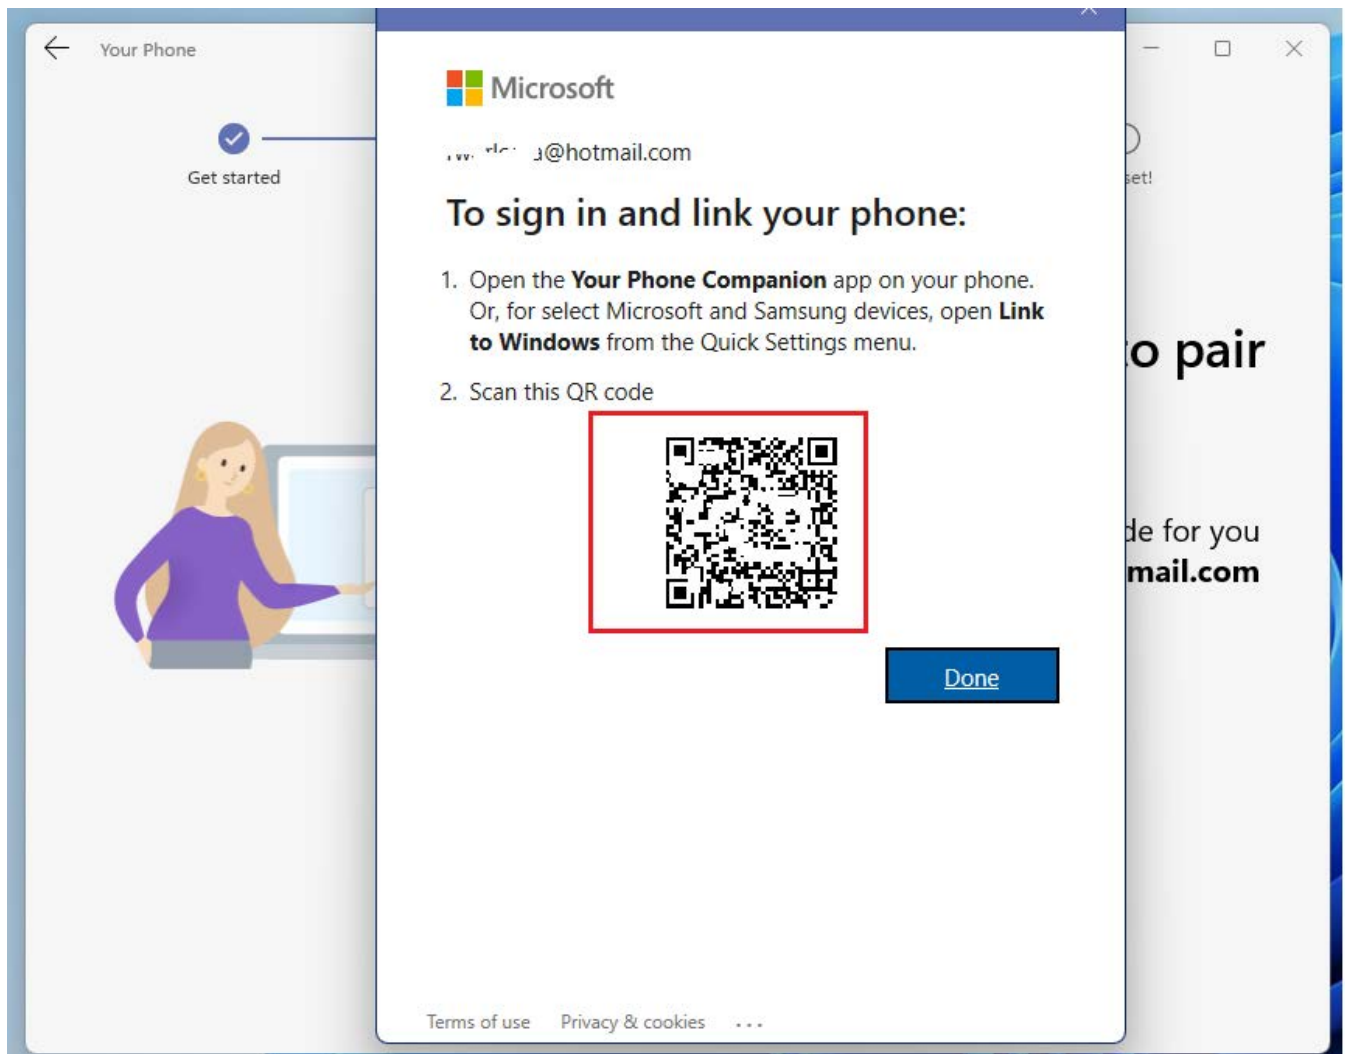 Your Phone
Microsoft
@hotmail.com
Get started
set!
To sign in and link your phone:
1. Open the Your Phone Companion app on your phone.
Or, for select Microsoft and Samsung devices, open Link
to Windows from the Quick Settings menu.
o pair
2. Scan this QR code
de for you
mail.com
Done
Terms of use Privacy & cookies ...